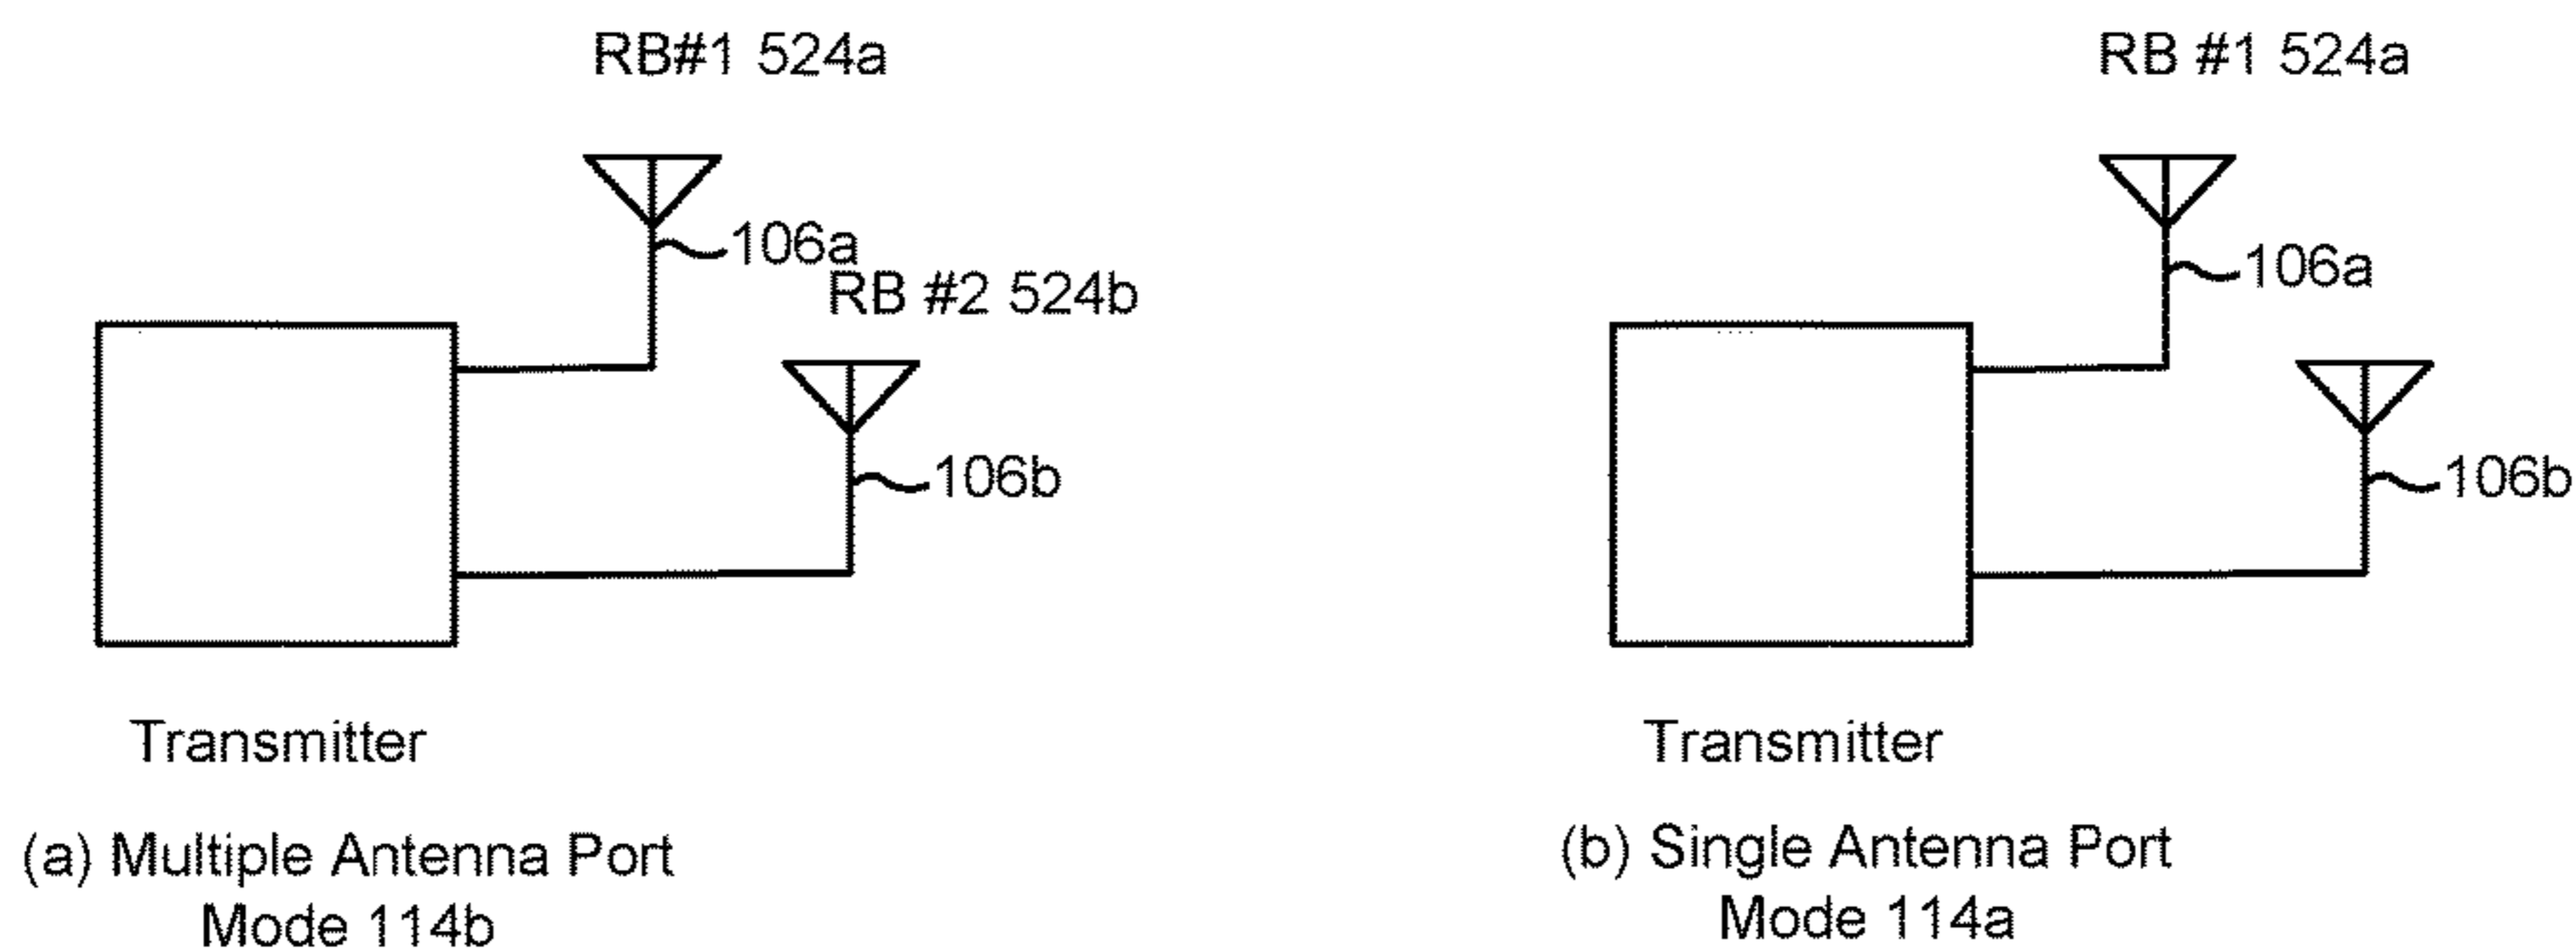 RB#1 524a
106a
RB #2 524b
106b
Transmitter
(a) Multiple Antenna Port
Mode 114b
RB #1 524a
106a
106b
Transmitter
(b) Single Antenna Port
Mode 114a